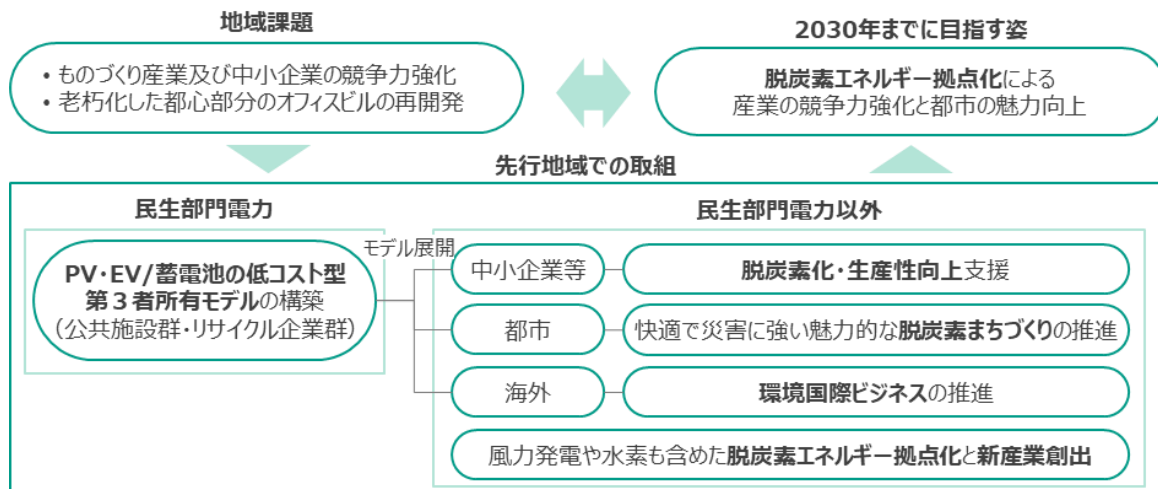 地域課題
• ものづくり産業及び中小企業の競争力強化
• 老朽化した都心部分のオフィスビルの再開発
2030年までに目指す姿
脱炭素エネルギー拠点化による
産業の競争力強化と都市の魅力向上
先行地域での取組
民生部門電力
PV・EV/蓄電池の低コスト型
第3者所有モデルの構築
(公共施設群・リサイクル企業群)
モデル展開
民生部門電力以外
中小企業等
脱炭素化・生産性向上支援
都市
快適で災害に強い魅力的な脱炭素まちづくりの推進
海外
環境国際ビジネスの推進
風力発電や水素も含めた脱炭素エネルギー拠点化と新産業創出